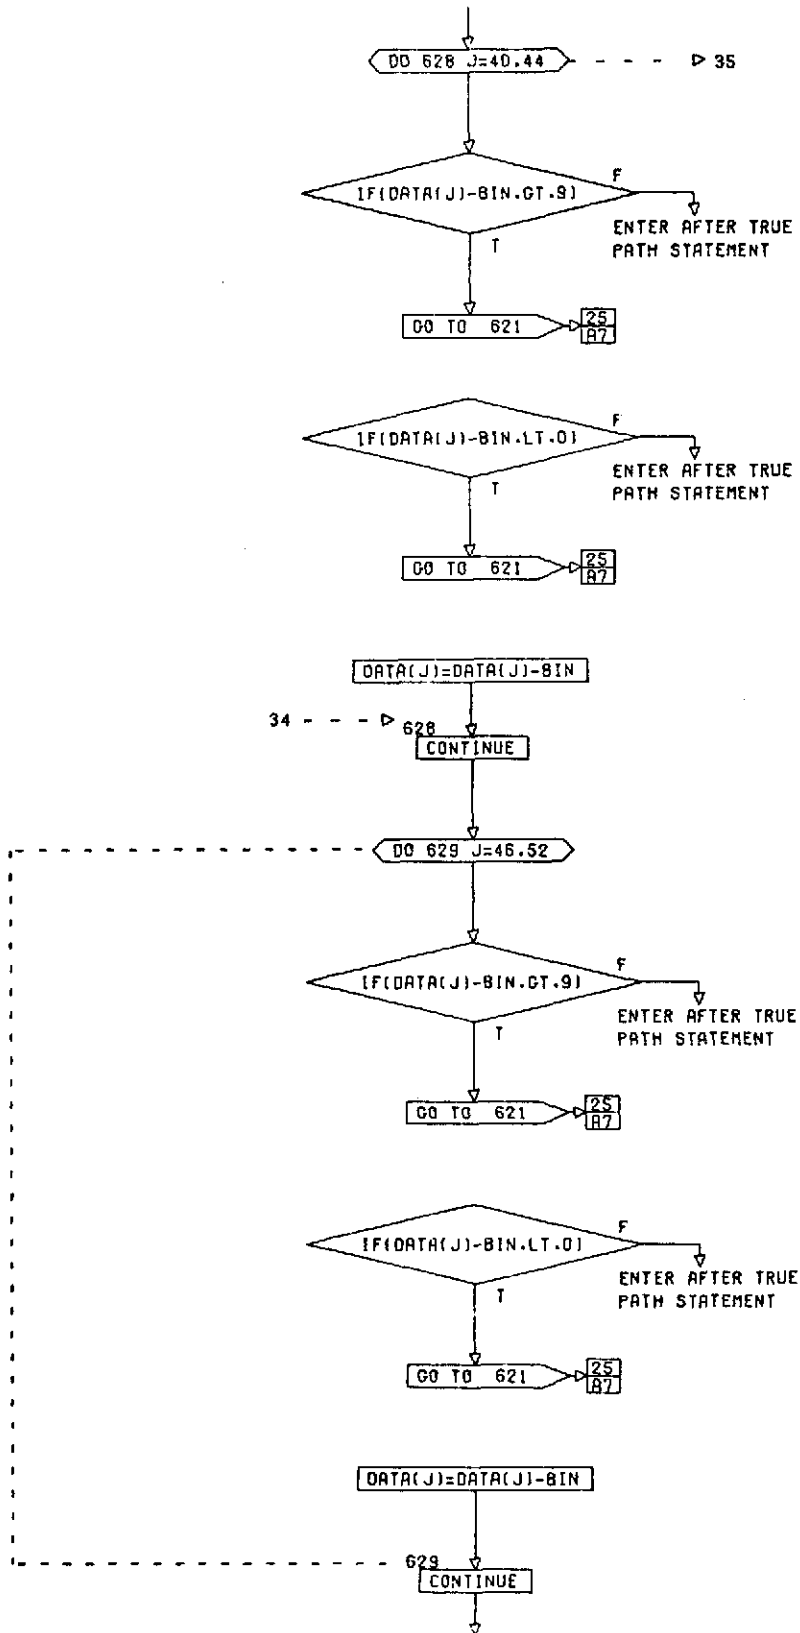 DO 628 J=40.44
35
IF(DATA(J)-BIN.GT.9)
F
ENTER AFTER TRUE
PATH STATEMENT
T
GO TO 621
25
A7
IF(DATA(J)-BIN.LT.0)
F
ENTER AFTER TRUE
PATH STATEMENT
T
GO TO 621
25
A7
DATA(J)=DATA(J)-BIN
34
628
CONTINUE
DO 629 J=46.52
IF(DATA(J)-BIN.GT.9)
F
ENTER AFTER TRUE
PATH STATEMENT
T
GO TO 621
25
A7
IF(DATA(J)-BIN.LT.0)
F
ENTER AFTER TRUE
PATH STATEMENT
T
GO TO 621
25
A7
DATA(J)=DATA(J)-BIN
629
CONTINUE